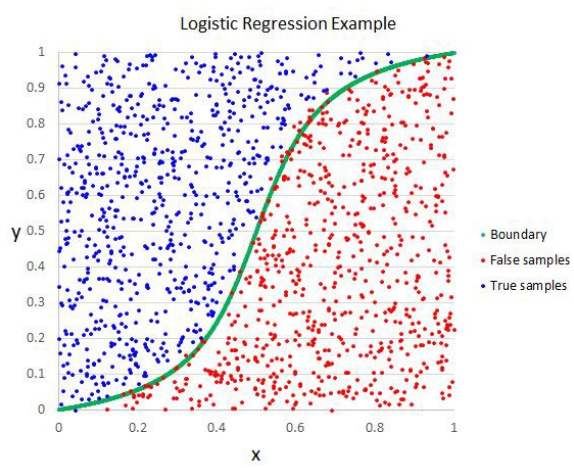 Logistic Regression Example
1
0.9
0.8
0.7
0.6
0.5
0.4
0.3
0.2
0.1
0
y
0 0.2 0.4 0.6 0.8 1
x
Boundary
False samples
True samples